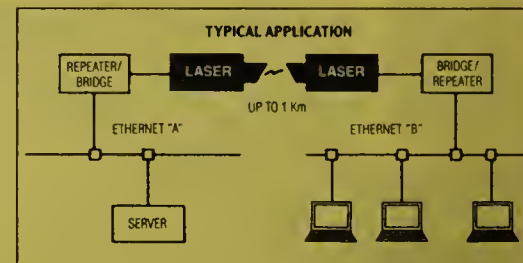 TYPICAL APPLICATION
REPEATER/
BRIDGE
LASER
LASER
BRIDGE/
REPEATER
UP TO 1 Km
ETHERNET "A"
ETHERNET "B"
SERVER